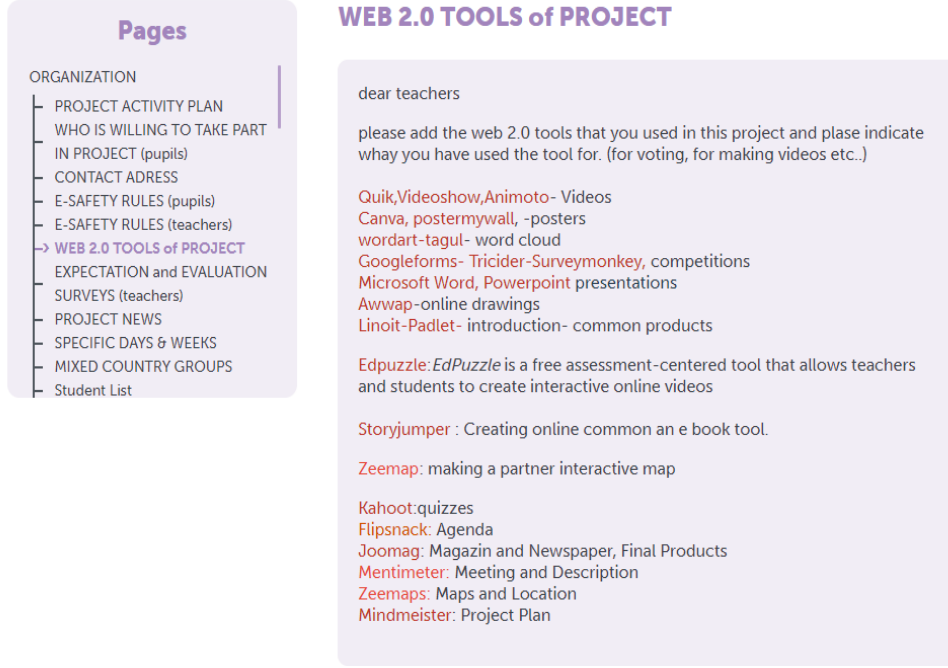 Pages
ORGANIZATION
PROJECT ACTIVITY PLAN
WHO IS WILLING TO TAKE PART
IN PROJECT (pupils)
CONTACT ADRESS
E-SAFETY RULES (pupils)
E-SAFETY RULES (teachers)
WEB 2.0 TOOLS of PROJECT
EXPECTATION and EVALUATION
SURVEYS (teachers)
PROJECT NEWS
SPECIFIC DAYS & WEEKS
MIXED COUNTRY GROUPS
Student List
WEB 2.0 TOOLS of PROJECT
dear teachers
please add the web 2.0 tools that you used in this project and plase indicate
whay you have used the tool for. (for voting, for making videos etc..)
Quik,Videoshow,Animoto- Videos
Canva, postermywall, -posters
wordart-tagul- word cloud
Googleforms- Tricider-Surveymonkey, competitions
Microsoft Word, Powerpoint presentations
Awwap-online drawings
Linoit-Padlet- introduction- common products
Edpuzzle:EdPuzzle is a free assessment-centered tool that allows teachers
and students to create interactive online videos
Storyjumper : Creating online common an e book tool.
Zeemap: making a partner interactive map
Kahoot:quizzes
Flipsnack: Agenda
Joomag: Magazin and Newspaper, Final Products
Mentimeter: Meeting and Description
Zeemaps: Maps and Location
Mindmeister: Project Plan